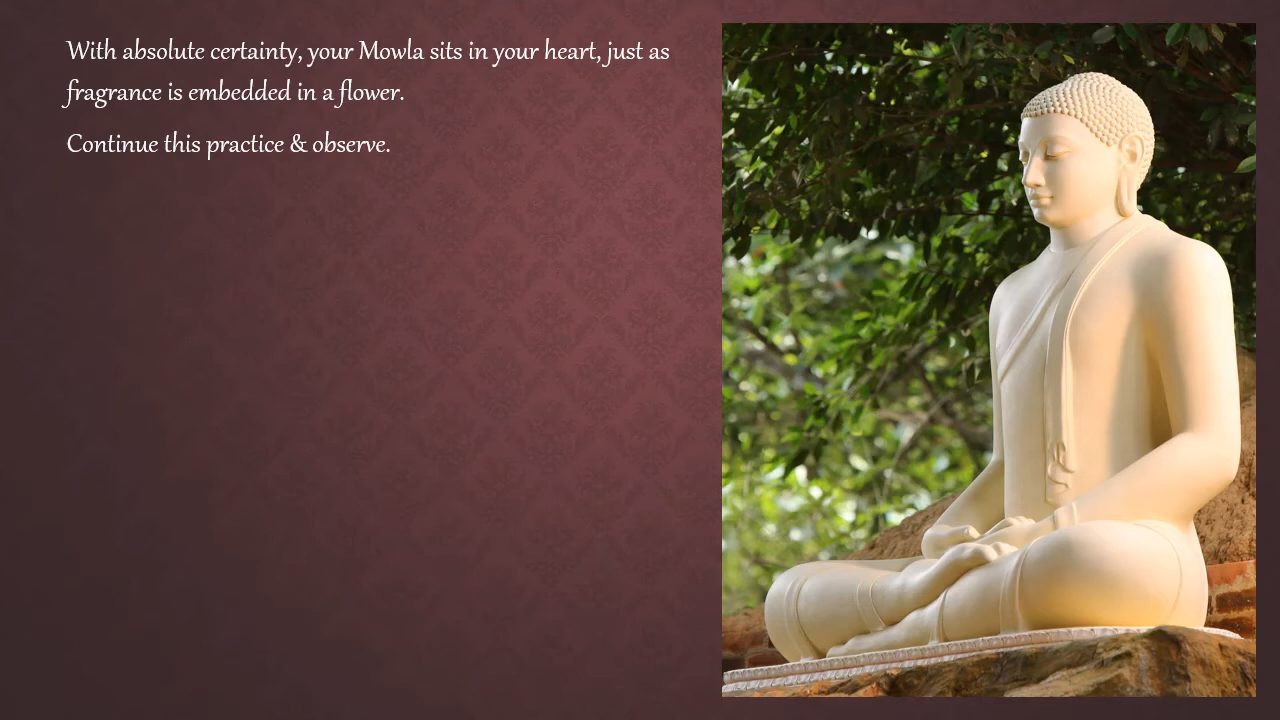 With absolute certainty, your Mowla sits in your heart, just as
fragrance is embedded in a flower.
Continue this practice & observe.